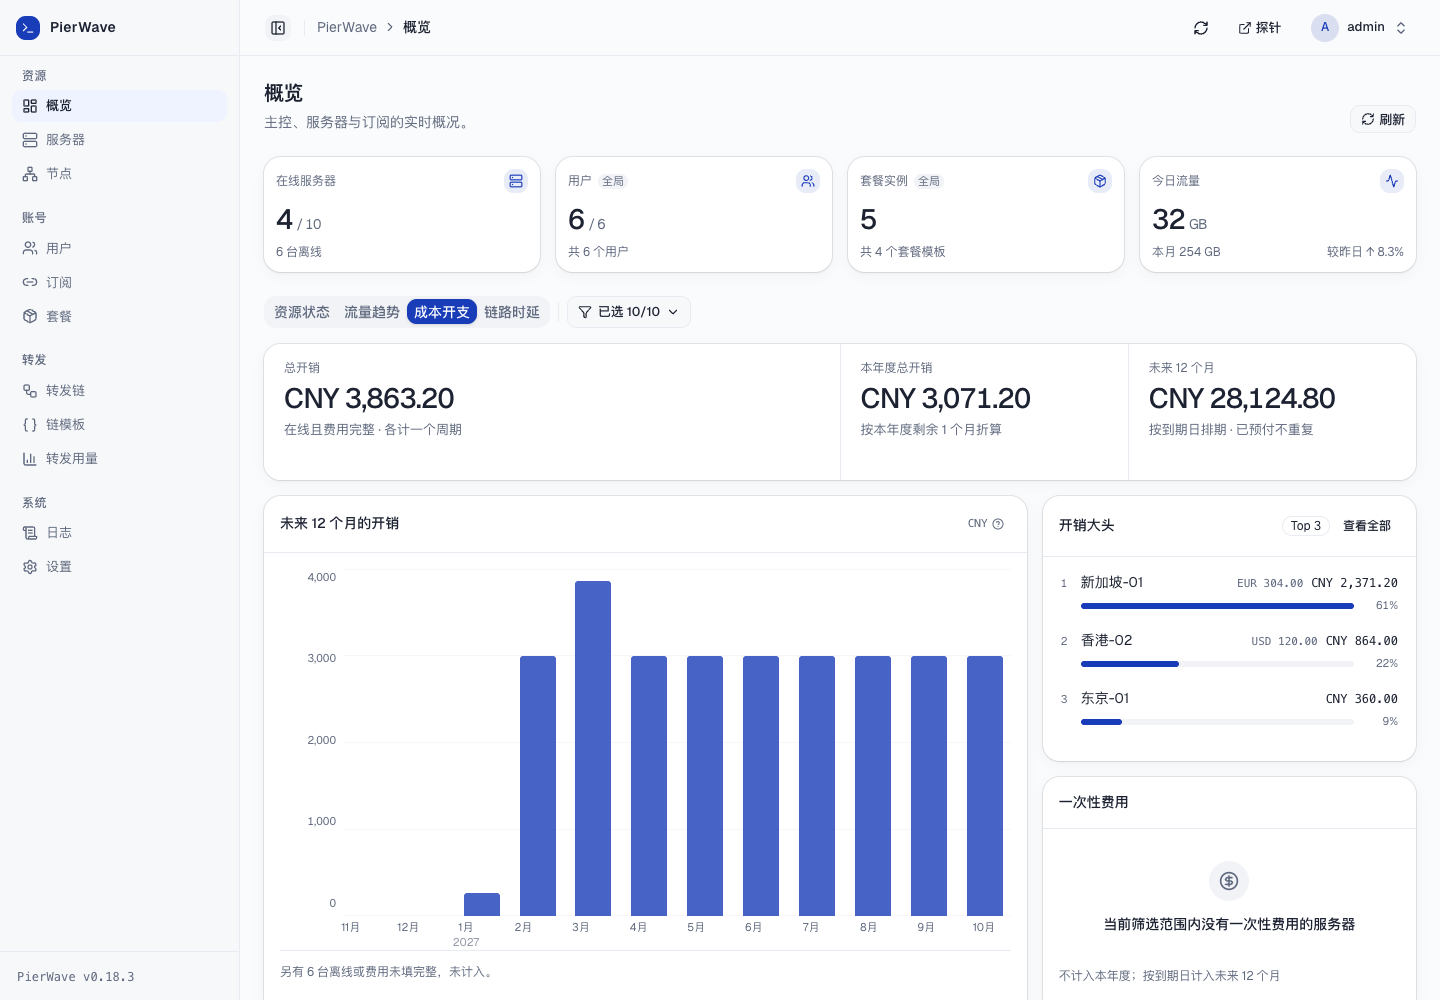 PierWave
PierWave > 概览
探针
A admin
资源
概览
服务器
节点
账号
用户
订阅
套餐
转发
转发链
链模板
转发用量
系统
日志
设置
PierWave v0.18.3
概览
主控、服务器与订阅的实时概况。
刷新
在线服务器
4 / 10
6 台离线
用户 全局
6 / 6
共 6 个用户
套餐实例 全局
5
共 4 个套餐模板
今日流量
32 GB
本月 254 GB 较昨日 ↑ 8.3%
资源状态 流量趋势 成本开支 链路时延 已选 10/10
总开销
CNY 3,863.20
在线且费用完整 · 各计一个周期
本年度总开销
CNY 3,071.20
按本年度剩余 1 个月折算
未来 12 个月
CNY 28,124.80
按到期日排期 · 已预付不重复
未来 12 个月的开销 CNY
4,000
3,000
2,000
1,000
0
11月 12月 1月 2月 3月 4月 5月 6月 7月 8月 9月 10月
2027
另有 6 台离线或费用未填完整，未计入。
开销大头 Top 3 查看全部
1 新加坡-01 EUR 304.00 CNY 2,371.20
61%
2 香港-02 USD 120.00 CNY 864.00
22%
3 东京-01 CNY 360.00
9%
一次性费用
当前筛选范围内没有一次性费用的服务器
不计入本年度；按到期日计入未来 12 个月